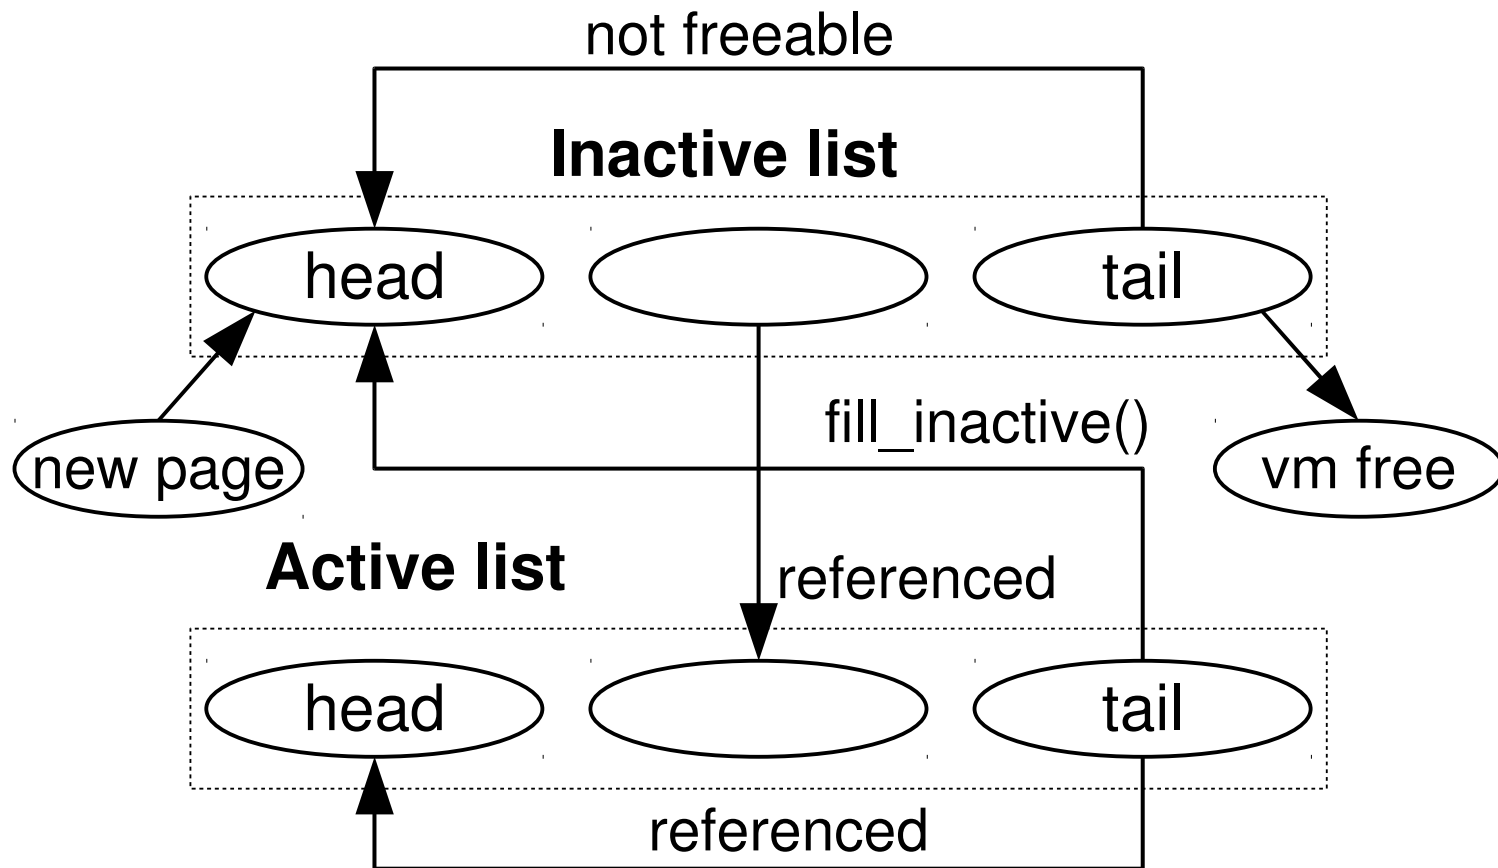 not freeable
Inactive list
head
tail
fill_inactive()
new page
vm free
Active list
referenced
head
tail
referenced